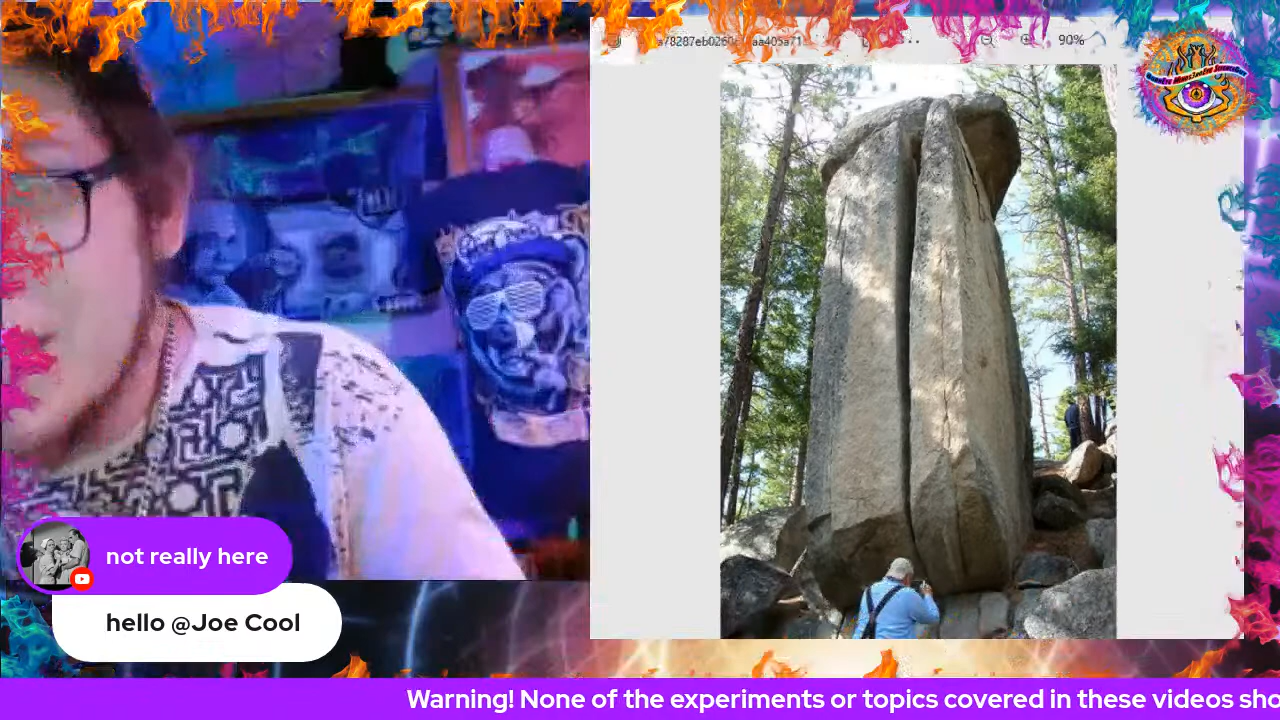 90%
not really here
hello @Joe Cool
Warning! None of the experiments or topics covered in these videos sho